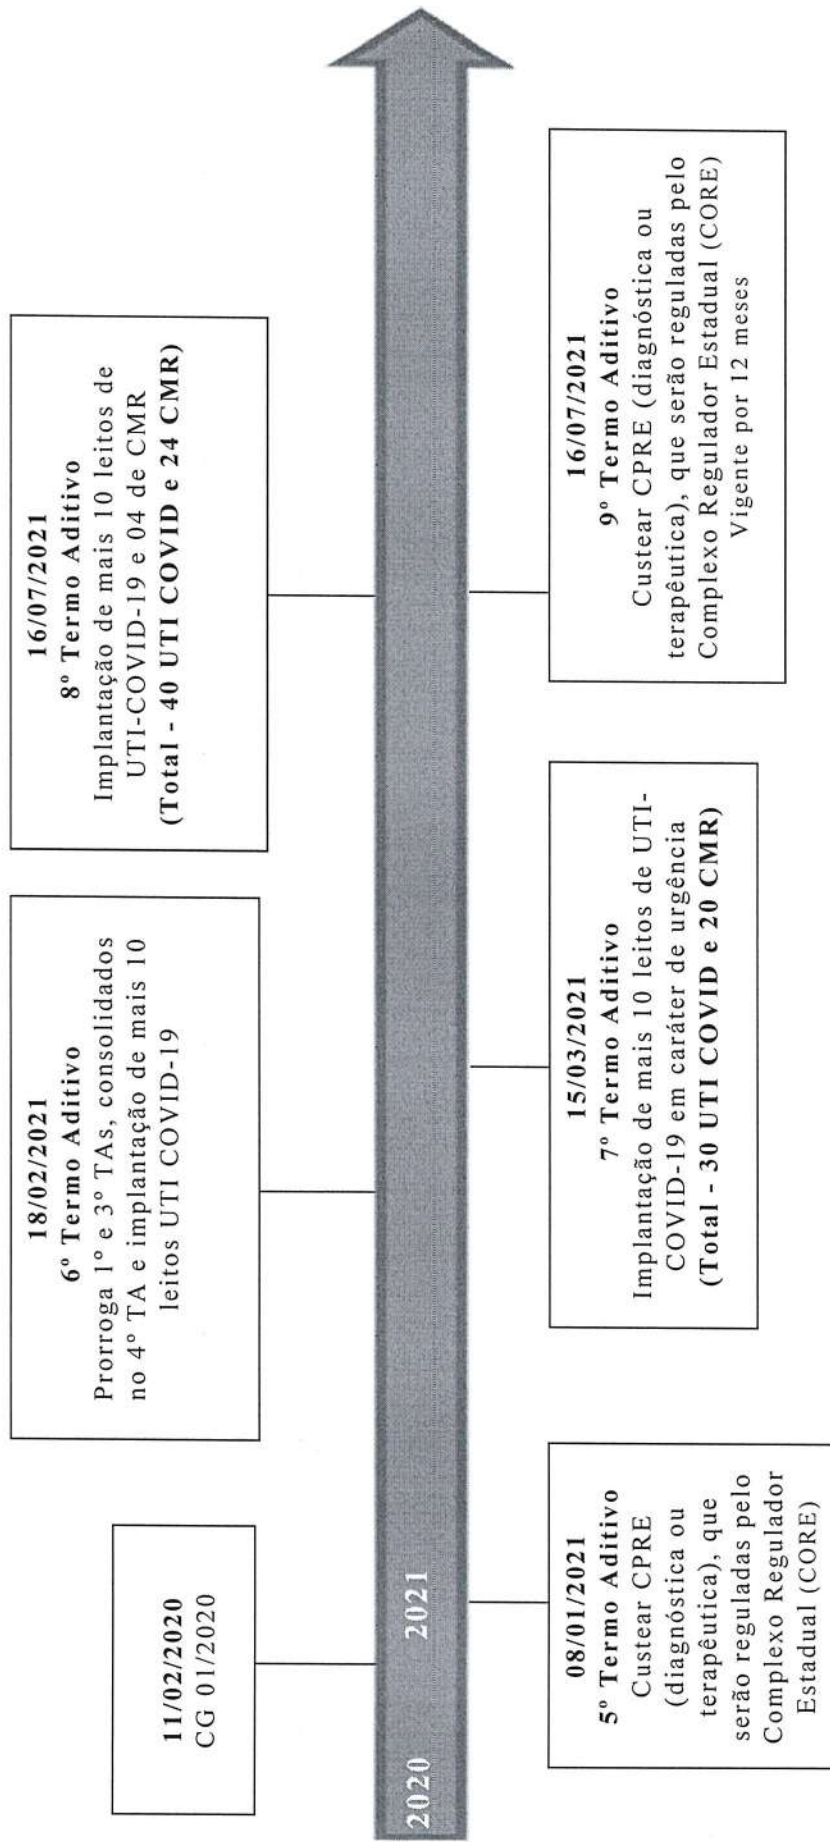 11/02/2020
CG 01/2020
18/02/2021
6º Termo Aditivo
Prorroga 1º e 3º TAs, consolidados
no 4º TA e implantação de mais 10
leitos UTI COVID-19
16/07/2021
8º Termo Aditivo
Implantação de mais 10 leitos de
UTI-COVID-19 e 04 de CMR
(Total - 40 UTI COVID e 24 CMR)
2020
2021
08/01/2021
5º Termo Aditivo
Custear CPRE
(diagnóstica ou
terapêutica), que
serão reguladas pelo
Complexo Regulador
Estadual (CORE)
15/03/2021
7º Termo Aditivo
Implantação de mais 10 leitos de UTI-
COVID-19 em caráter de urgência
(Total - 30 UTI COVID e 20 CMR)
16/07/2021
9º Termo Aditivo
Custear CPRE (diagnóstica ou
terapêutica), que serão reguladas pelo
Complexo Regulador Estadual (CORE)
Vigente por 12 meses